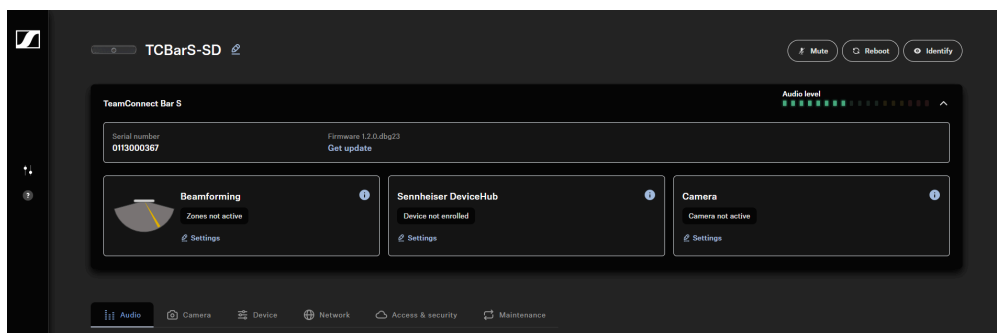 TCBarS-SD
Mute
Reboot
Identify
TeamConnect Bar S
Audio level
Serial number
0113000367
Firmware 1.2.0.dbg23
Get update
Beamforming
Zones not active
Settings
Sennheiser DeviceHub
Device not enrolled
Settings
Camera
Camera not active
Settings
Audio
Camera
Device
Network
Access & security
Maintenance